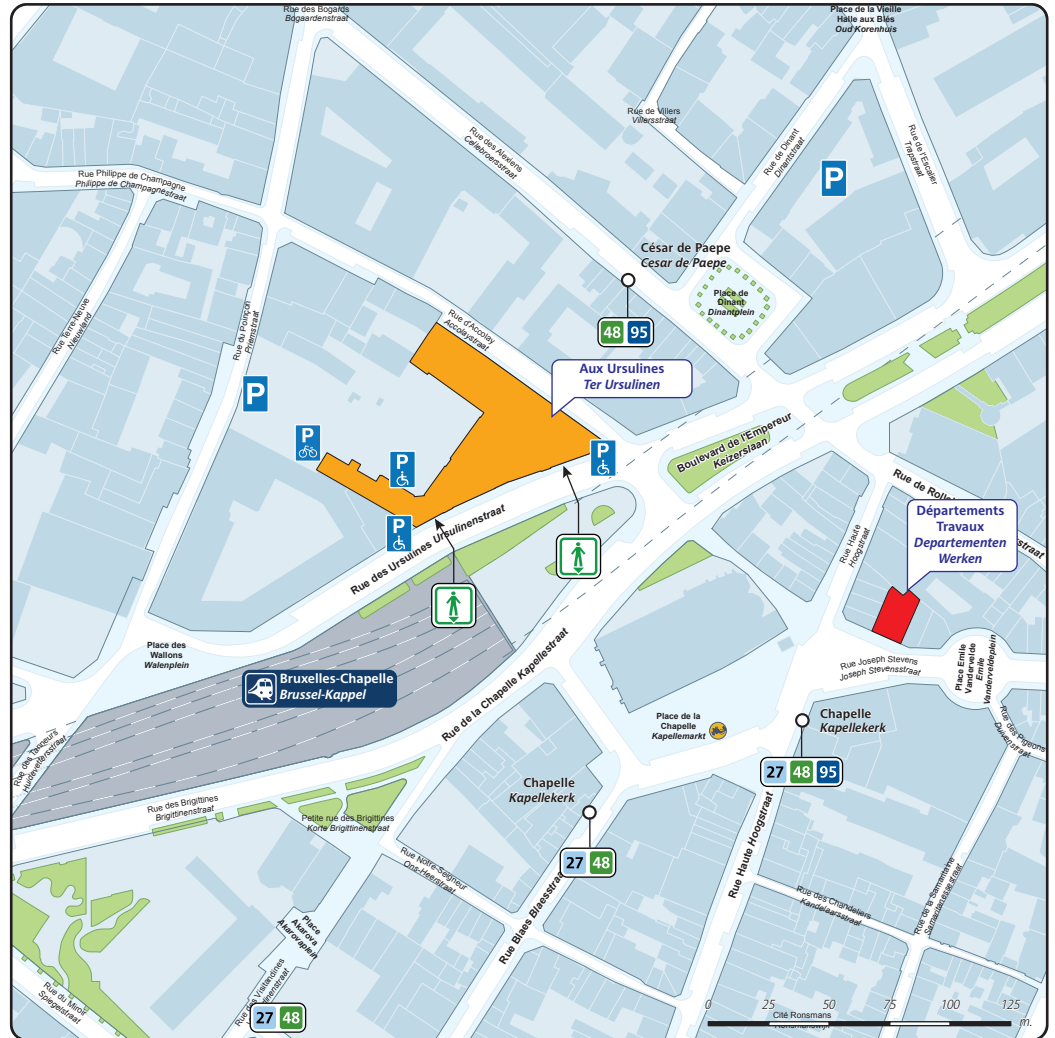 Rue des Bogards
Bogaardenstraat
Place de la Vieille
Halle aux Blés
Oud Korenhuis
Rue de Villers
Villersstraat
Rue des Alexiens
Cellebroersstraat
Rue de Dinant
Dinantstraat
Rue de l'Escalier
Trapstraat
P
Rue Philippe de Champagne
Philippe de Champagnestraat
César de Paepe
Cesar de Paepe
Place de
Dinant
Dinantplein
48 95
Rue Terre-Neuve
Nieuwland
Rue du Poinçon
Priemstraat
Rue d'Accolay
Accolaystraat
Aux Ursulines
Ter Ursulinen
P
P
P
P
P
Boulevard de l'Empereur
Keizerslaan
Rue de Rolle
straat
Départements
Travaux
Departementen
Werken
Rue Haute
Hoogstraat
Rue des Ursulines Ursulinenstraat
Place des
Wallons
Walenplein
Bruxelles-Chapelle
Brussel-Kappel
Rue de la Chapelle Kapellestraat
Rue Joseph Stevens
Joseph Stevensstraat
Place Emile
Vandervelde
Emile
Vanderveldeplein
Rue des Pigeons
Duivenstraat
Place de la
Chapelle
Kapellemarkt
Chapelle
Kapellekerk
27 48 95
Rue des Tanneurs
Huidevettersstraat
Rue des Brigittines
Brigittinenstraat
Petite rue des Brigittines
Korte Brigittinenstraat
Chapelle
Kapellekerk
27 48
Rue Notre-Seigneur
Ons-Heerstraat
Rue Blaes Blaesstraat
Rue Haute Hoogstraat
Rue des Chandeliers
Kandelaarsstraat
Rue de la Samaritaine
Samaritanessestraat
Place
Akarova
Akarovaplein
Rue du Miroir
Spiegelstraat
27 48
0 25 50 75 100 125
m.
Cité Ronsmans